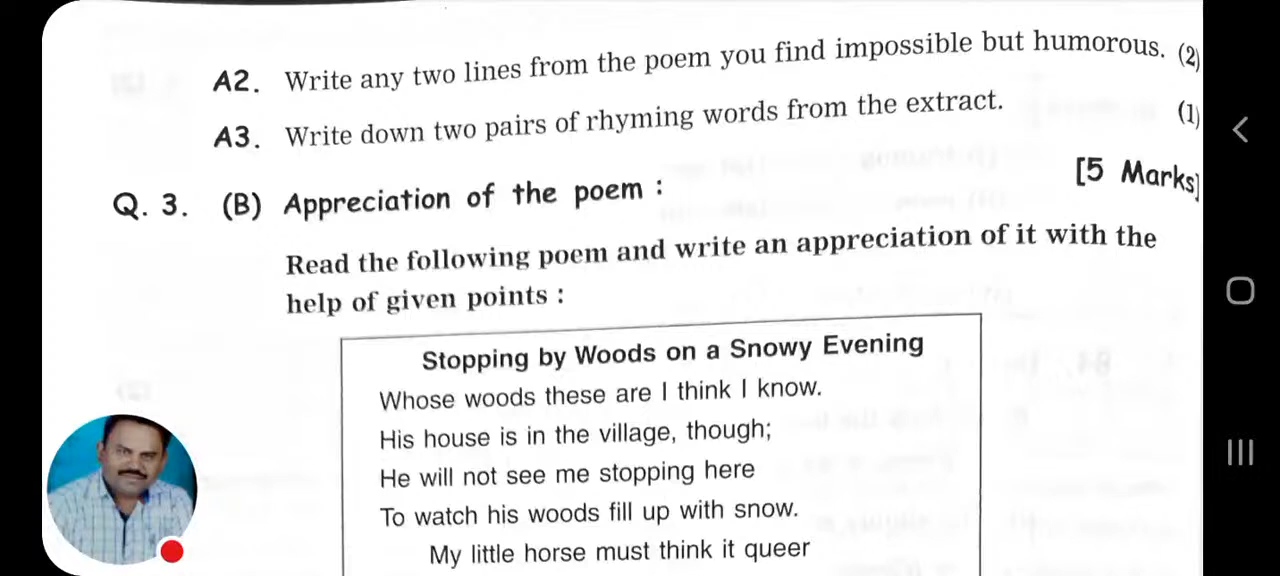 A2. Write any two lines from the poem you find impossible but humorous. (2)
A3. Write down two pairs of rhyming words from the extract. (1)
Q. 3. (B) Appreciation of the poem : [5 Marks]
Read the following poem and write an appreciation of it with the
help of given points :
Stopping by Woods on a Snowy Evening
Whose woods these are I think I know.
His house is in the village, though;
He will not see me stopping here
To watch his woods fill up with snow.
My little horse must think it queer